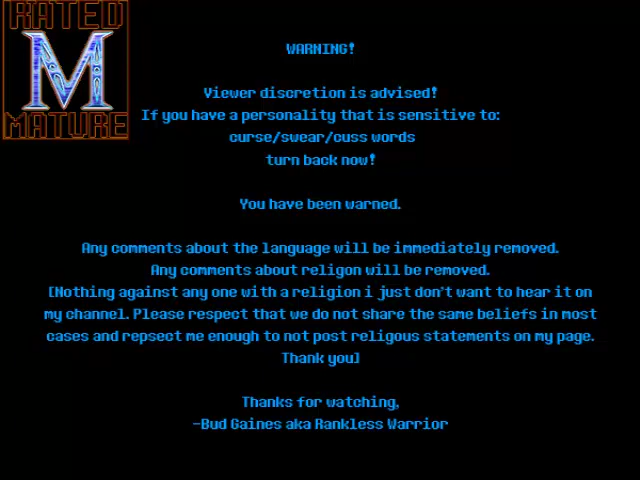 RATED
M
MATURE
WARNING!
Viewer discretion is advised!
If you have a personality that is sensitive to:
curse/swear/cuss words
turn back now!
You have been warned.
Any comments about the language will be immediately removed.
Any comments about religon will be removed.
[Nothing against any one with a religion i just don't want to hear it on
my channel. Please respect that we do not share the same beliefs in most
cases and repsect me enough to not post religous statements on my page.
Thank you]
Thanks for watching,
-Bud Gaines aka Rankless Warrior